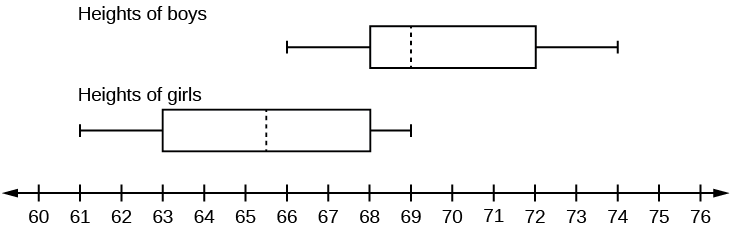 Heights of boys
Heights of girls
60 61 62 63 64 65 66 67 68 69 70 71 72 73 74 75 76